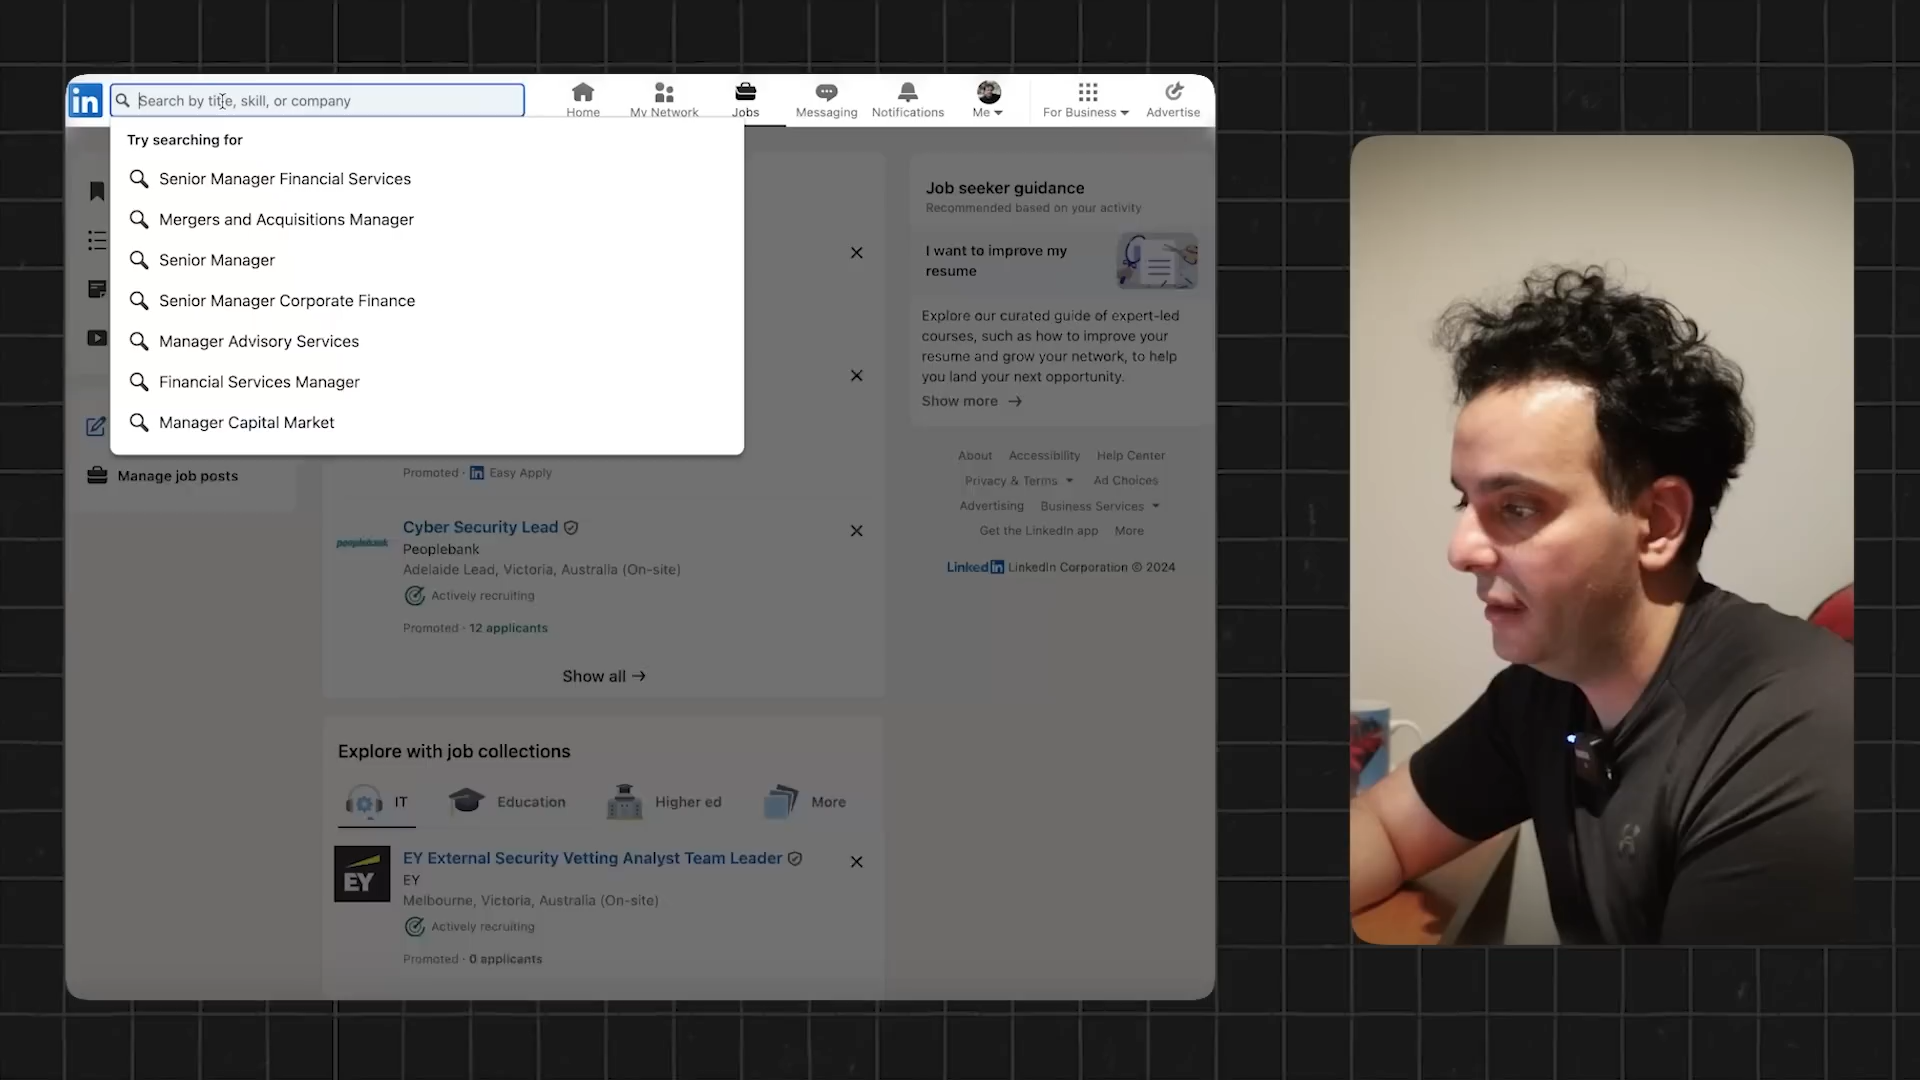 in
Search by title, skill, or company
Home
My Network
Jobs
Messaging
Notifications
Me
For Business
Advertise
Try searching for
Senior Manager Financial Services
Mergers and Acquisitions Manager
Senior Manager
Senior Manager Corporate Finance
Manager Advisory Services
Financial Services Manager
Manager Capital Market
Manage job posts
Promoted · in Easy Apply
Cyber Security Lead
peoplebank
Peoplebank
Adelaide Lead, Victoria, Australia (On-site)
Actively recruiting
Promoted · 12 applicants
Show all →
Explore with job collections
IT
Education
Higher ed
More
EY
EY External Security Vetting Analyst Team Leader
EY
Melbourne, Victoria, Australia (On-site)
Actively recruiting
Promoted · 0 applicants
Job seeker guidance
Recommended based on your activity
I want to improve my
resume
Explore our curated guide of expert-led
courses, such as how to improve your
resume and grow your network, to help
you land your next opportunity.
Show more →
About Accessibility Help Center
Privacy & Terms Ad Choices
Advertising Business Services
Get the LinkedIn app More
LinkedIn LinkedIn Corporation © 2024